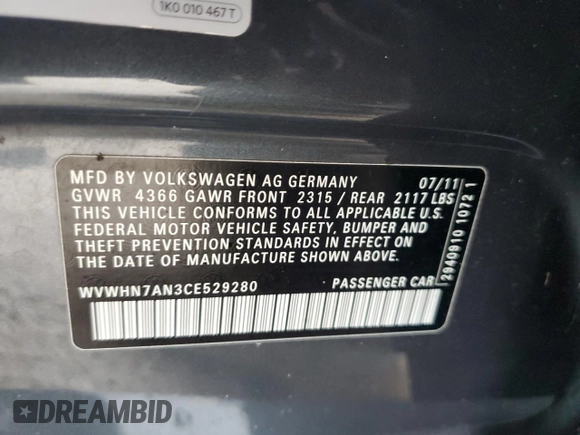 1K0 010 467 T
MFD BY VOLKSWAGEN AG GERMANY 07/11
GVWR 4366 GAWR FRONT 2315 / REAR 2117 LBS
THIS VEHICLE CONFORMS TO ALL APPLICABLE U.S.
FEDERAL MOTOR VEHICLE SAFETY, BUMPER AND
THEFT PREVENTION STANDARDS IN EFFECT ON
THE DATE OF MANUFACTURE SHOWN ABOVE.
WVWHN7AN3CE529280 PASSENGER CAR
2940910 1072 1
DREAMBID